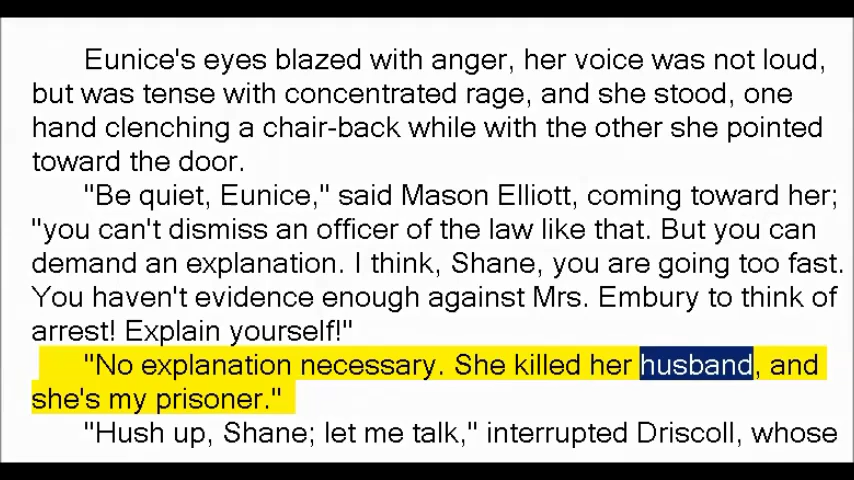 Eunice's eyes blazed with anger, her voice was not loud,
but was tense with concentrated rage, and she stood, one
hand clenching a chair-back while with the other she pointed
toward the door.
"Be quiet, Eunice," said Mason Elliott, coming toward her;
"you can't dismiss an officer of the law like that. But you can
demand an explanation. I think, Shane, you are going too fast.
You haven't evidence enough against Mrs. Embury to think of
arrest! Explain yourself!"
"No explanation necessary. She killed her husband, and
she's my prisoner."
"Hush up, Shane; let me talk," interrupted Driscoll, whose